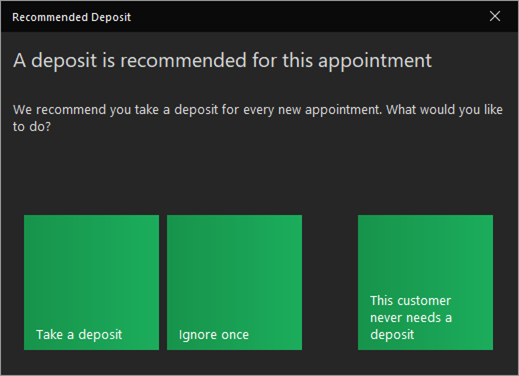 Recommended Deposit
A deposit is recommended for this appointment
We recommend you take a deposit for every new appointment. What would you like
to do?
Take a deposit
Ignore once
This customer
never needs a
deposit